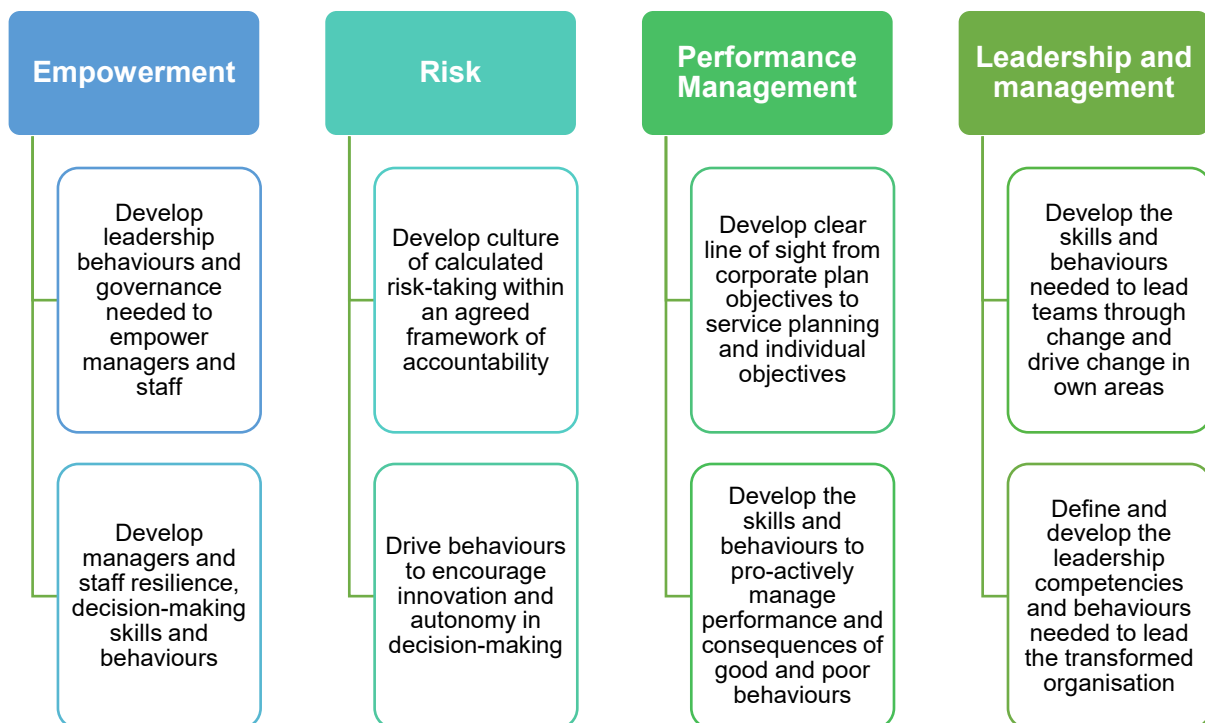 Empowerment
Develop
leadership
behaviours and
governance
needed to
empower
managers and
staff
Develop
managers and
staff resilience,
decision-making
skills and
behaviours
Risk
Develop culture
of calculated
risk-taking within
an agreed
framework of
accountability
Drive behaviours
to encourage
innovation and
autonomy in
decision-making
Performance
Management
Develop clear
line of sight from
corporate plan
objectives to
service planning
and individual
objectives
Develop the
skills and
behaviours to
pro-actively
manage
performance and
consequences of
good and poor
behaviours
Leadership and
management
Develop the
skills and
behaviours
needed to lead
teams through
change and
drive change in
own areas
Define and
develop the
leadership
competencies
and behaviours
needed to lead
the transformed
organisation